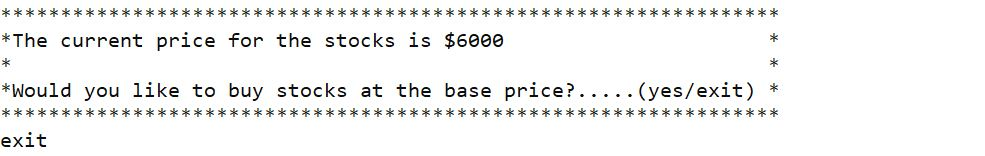 *****************************************************************
*The current price for the stocks is $6000                      *
*                                                               *
*Would you like to buy stocks at the base price?.....(yes/exit) *
*****************************************************************
exit